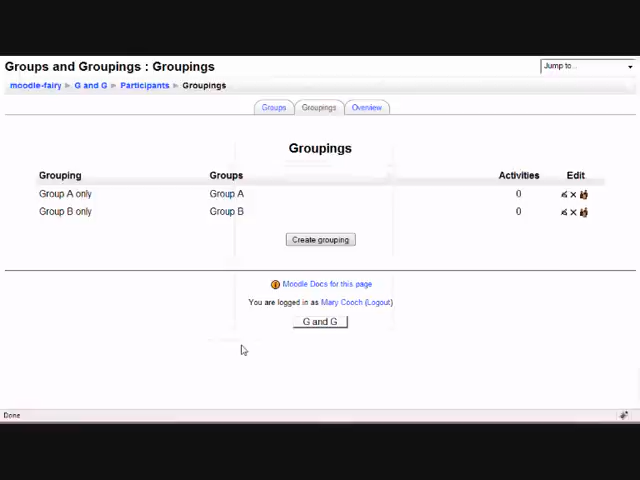 Groups and Groupings : Groupings
Jump to...
moodle-fairy ► G and G ► Participants ► Groupings
Groups Groupings Overview
Groupings
Grouping Groups Activities Edit
Group A only Group A 0
Group B only Group B 0
Create grouping
Moodle Docs for this page
You are logged in as Mary Cooch (Logout)
G and G
Done